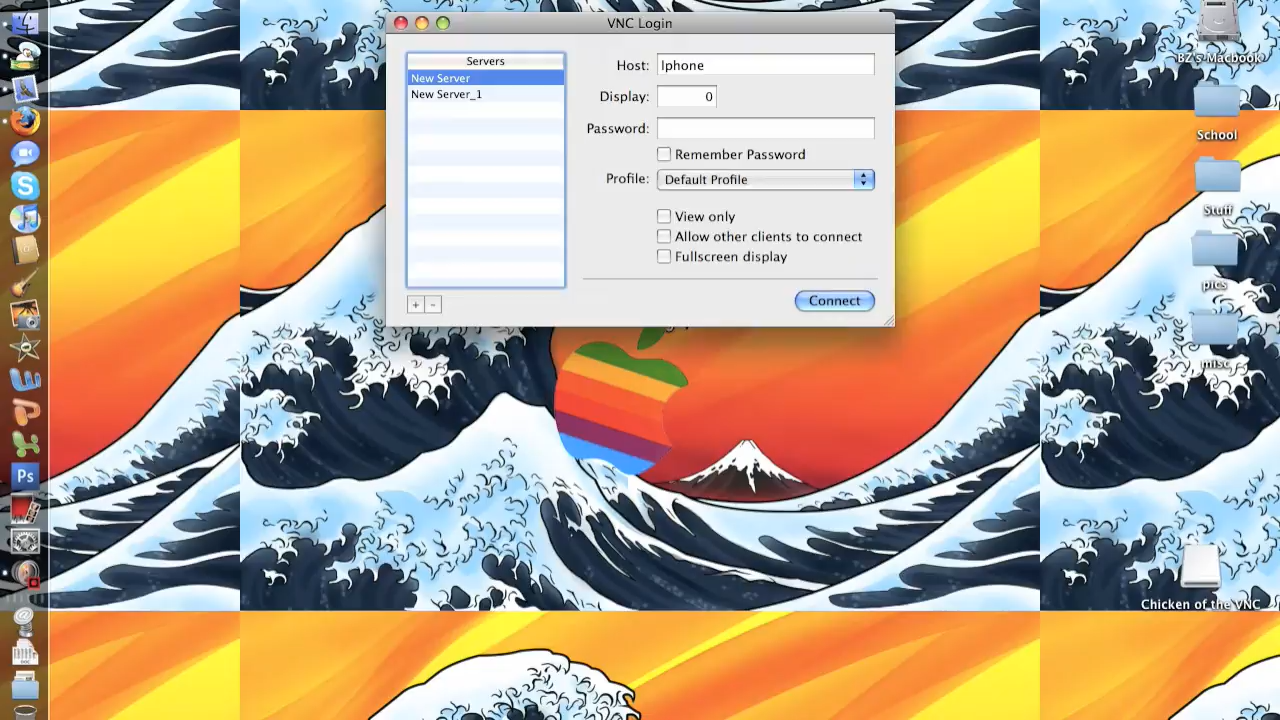 VNC Login
Servers
New Server
New Server_1
+ -
Host: Iphone
Display: 0
Password:
Remember Password
Profile: Default Profile
View only
Allow other clients to connect
Fullscreen display
Connect
BZ's Macbook
School
Stuff
pics
misc
Chicken of the VNC
Ps